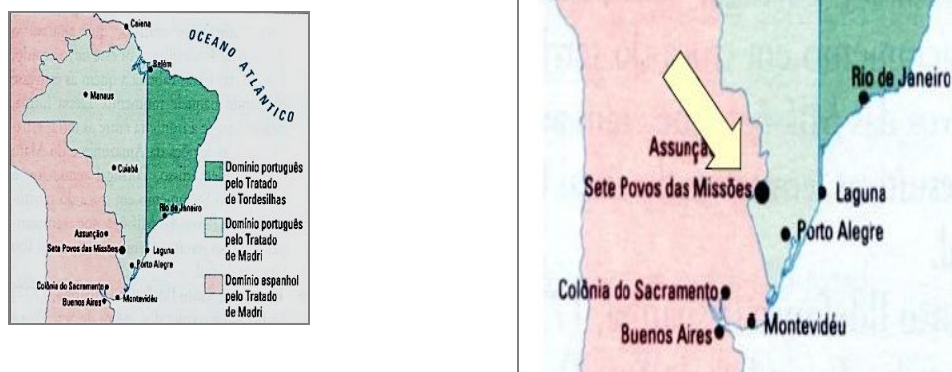 Caiena
OCEANO ATLÂNTICO
Belém
Manaus
Cuiabá
Domínio português
pelo Tratado
de Tordesilhas
Rio de Janeiro
Domínio português
pelo Tratado
de Madri
Assunção
Sete Povos das Missões
Laguna
Porto Alegre
Domínio espanhol
pelo Tratado
de Madri
Colônia do Sacramento
Montevidéu
Buenos Aires
Rio de Janeiro
Assunçã
Sete Povos das Missões
Laguna
Porto Alegre
Colônia do Sacramento
Montevidéu
Buenos Aires